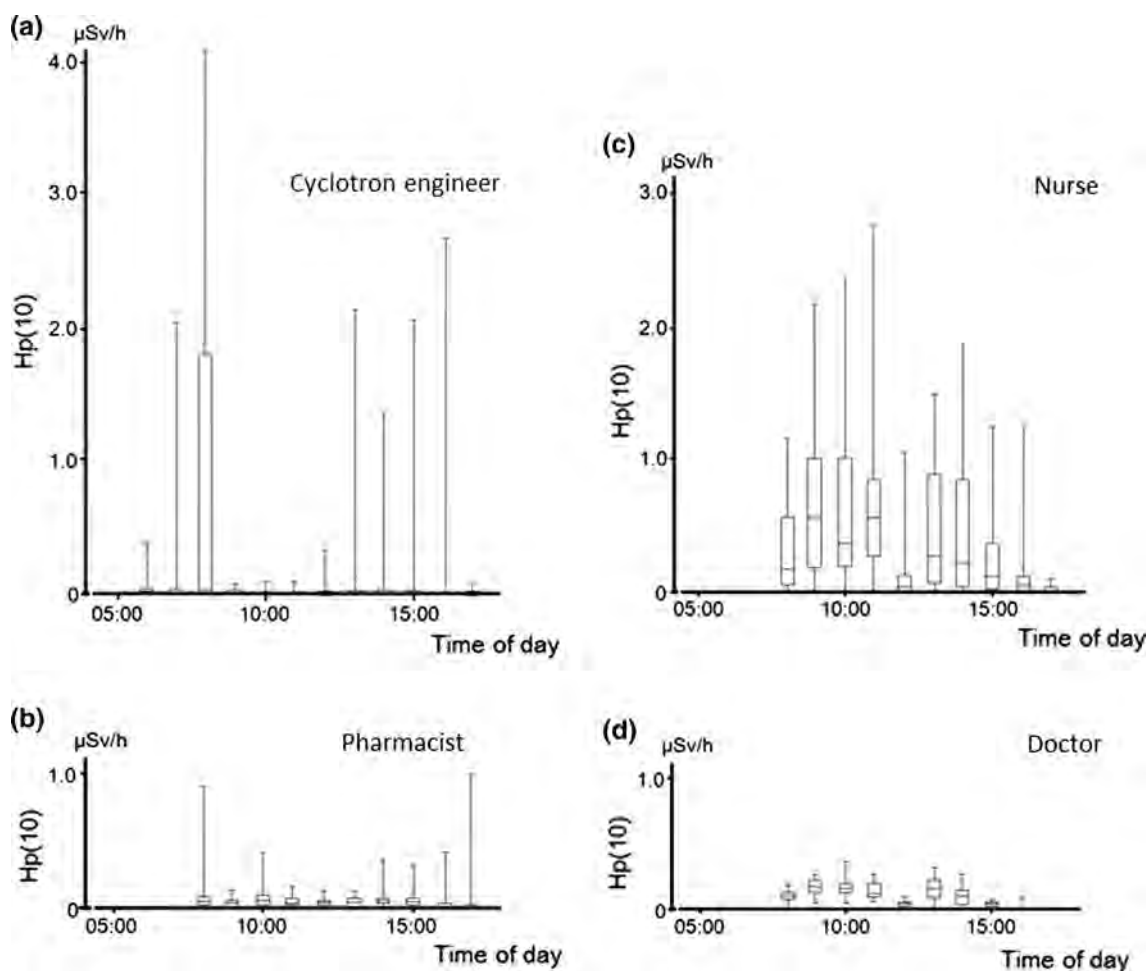 (a)
μSv/h
4.0
3.0
2.0
1.0
0
Hp(10)
Cyclotron engineer
05:00 10:00 15:00
Time of day
(b)
μSv/h
1.0
0
Hp(10)
Pharmacist
05:00 10:00 15:00
Time of day
(c)
μSv/h
3.0
2.0
1.0
0
Hp(10)
Nurse
05:00 10:00 15:00
Time of day
(d)
μSv/h
1.0
0
Hp(10)
Doctor
05:00 10:00 15:00
Time of day